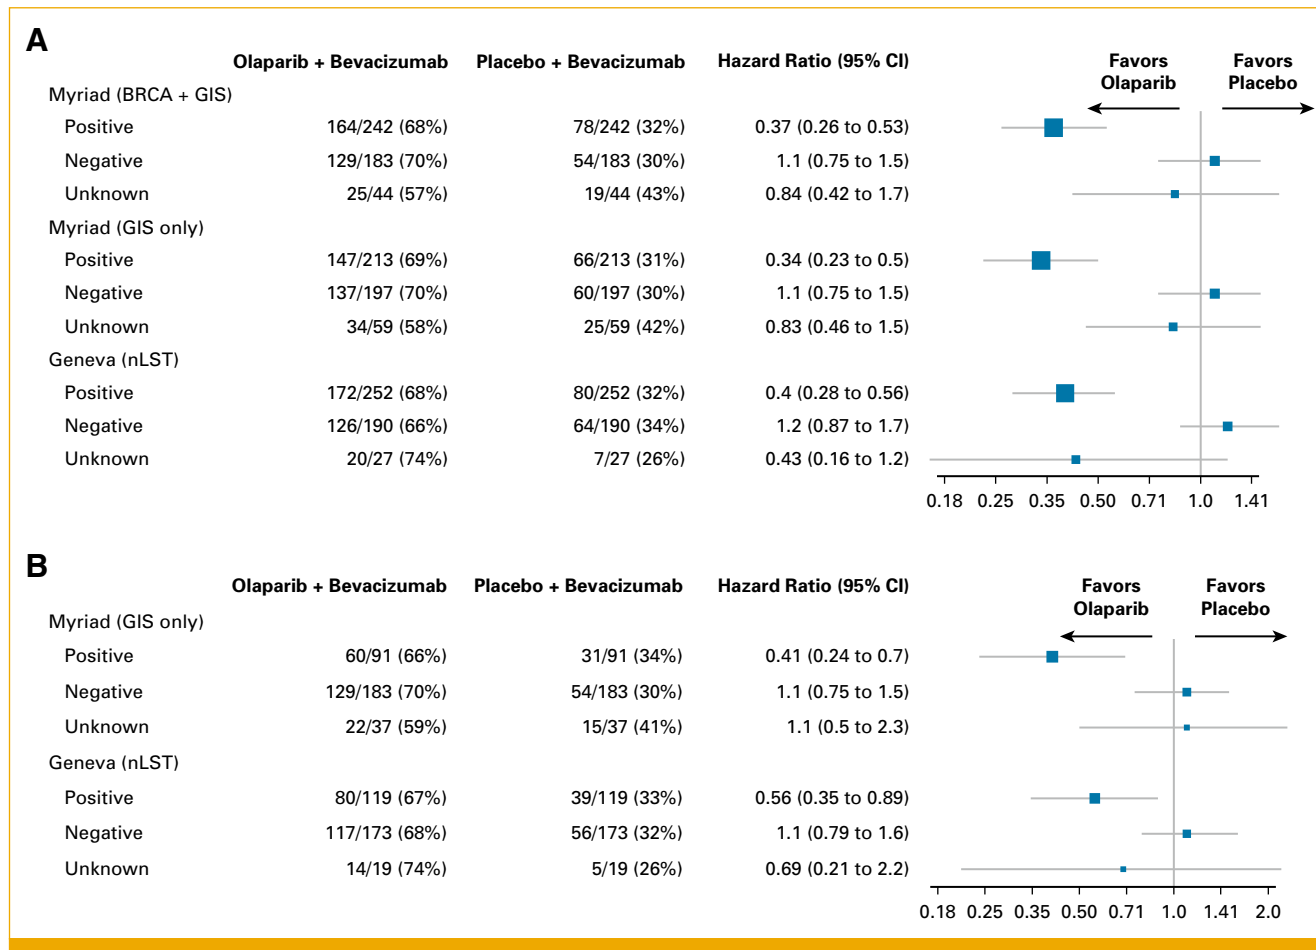 A
Olaparib + Bevacizumab Placebo + Bevacizumab Hazard Ratio (95% CI) Favors Olaparib Favors Placebo
Myriad (BRCA + GIS)
Positive 164/242 (68%) 78/242 (32%) 0.37 (0.26 to 0.53)
Negative 129/183 (70%) 54/183 (30%) 1.1 (0.75 to 1.5)
Unknown 25/44 (57%) 19/44 (43%) 0.84 (0.42 to 1.7)
Myriad (GIS only)
Positive 147/213 (69%) 66/213 (31%) 0.34 (0.23 to 0.5)
Negative 137/197 (70%) 60/197 (30%) 1.1 (0.75 to 1.5)
Unknown 34/59 (58%) 25/59 (42%) 0.83 (0.46 to 1.5)
Geneva (nLST)
Positive 172/252 (68%) 80/252 (32%) 0.4 (0.28 to 0.56)
Negative 126/190 (66%) 64/190 (34%) 1.2 (0.87 to 1.7)
Unknown 20/27 (74%) 7/27 (26%) 0.43 (0.16 to 1.2)
0.18 0.25 0.35 0.50 0.71 1.0 1.41
B
Olaparib + Bevacizumab Placebo + Bevacizumab Hazard Ratio (95% CI) Favors Olaparib Favors Placebo
Myriad (GIS only)
Positive 60/91 (66%) 31/91 (34%) 0.41 (0.24 to 0.7)
Negative 129/183 (70%) 54/183 (30%) 1.1 (0.75 to 1.5)
Unknown 22/37 (59%) 15/37 (41%) 1.1 (0.5 to 2.3)
Geneva (nLST)
Positive 80/119 (67%) 39/119 (33%) 0.56 (0.35 to 0.89)
Negative 117/173 (68%) 56/173 (32%) 1.1 (0.79 to 1.6)
Unknown 14/19 (74%) 5/19 (26%) 0.69 (0.21 to 2.2)
0.18 0.25 0.35 0.50 0.71 1.0 1.41 2.0